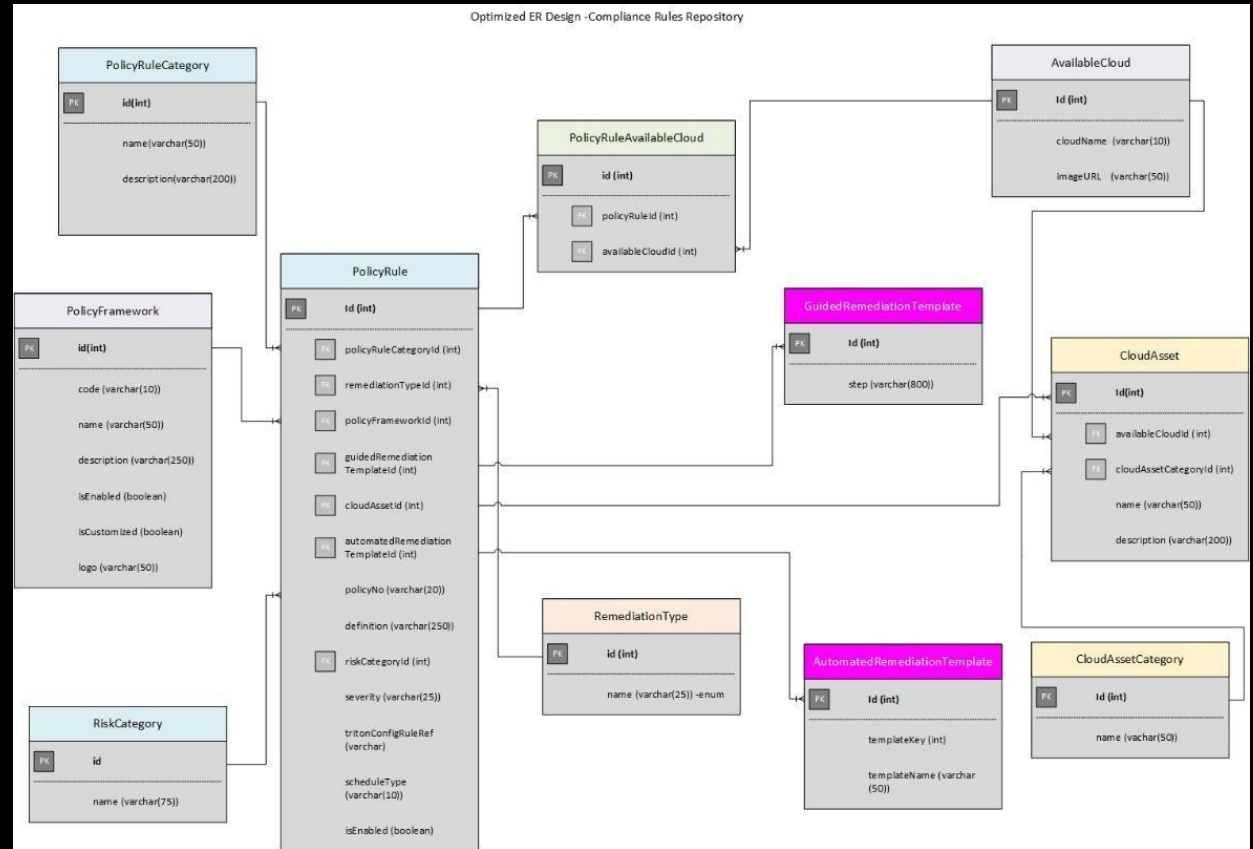 Optimized ER Design -Compliance Rules Repository
PolicyRuleCategory
PK
id(int)
name(varchar(50))
description(varchar(200))
PolicyFramework
PK
id(int)
code (varchar(10))
name (varchar(50))
description (varchar(250))
isEnabled (boolean)
isCustomized (boolean)
logo (varchar(50))
RiskCategory
PK
id
name (varchar(75))
PolicyRule
PK
Id (int)
FK
policyRuleCategoryId (int)
FK
remediationTypeId (int)
FK
policyFrameworkId (int)
FK
guidedRemediation
TemplateId (int)
FK
cloudAssetId (int)
FK
automatedRemediation
TemplateId (int)
policyNo (varchar(20))
definition (varchar(250))
FK
riskCategoryId (int)
severity (varchar(25))
tritonConfigRuleRef
(varchar)
scheduleType
(varchar(10))
isEnabled (boolean)
PolicyRuleAvailableCloud
PK
id (int)
FK
policyRuleId (int)
FK
availableCloudId (int)
RemediationType
PK
id (int)
name (varchar(25)) -enum
GuidedRemediationTemplate
PK
Id (int)
step (varchar(800))
AutomatedRemediationTemplate
PK
Id (int)
templateKey (int)
templateName (varchar
(50))
AvailableCloud
PK
Id (int)
cloudName (varchar(10))
imageURL (varchar(50))
CloudAsset
PK
Id(int)
FK
availableCloudId (int)
FK
cloudAssetCategoryId (int)
name (varchar(50))
description (varchar(200))
CloudAssetCategory
PK
Id (int)
name (vachar(50))